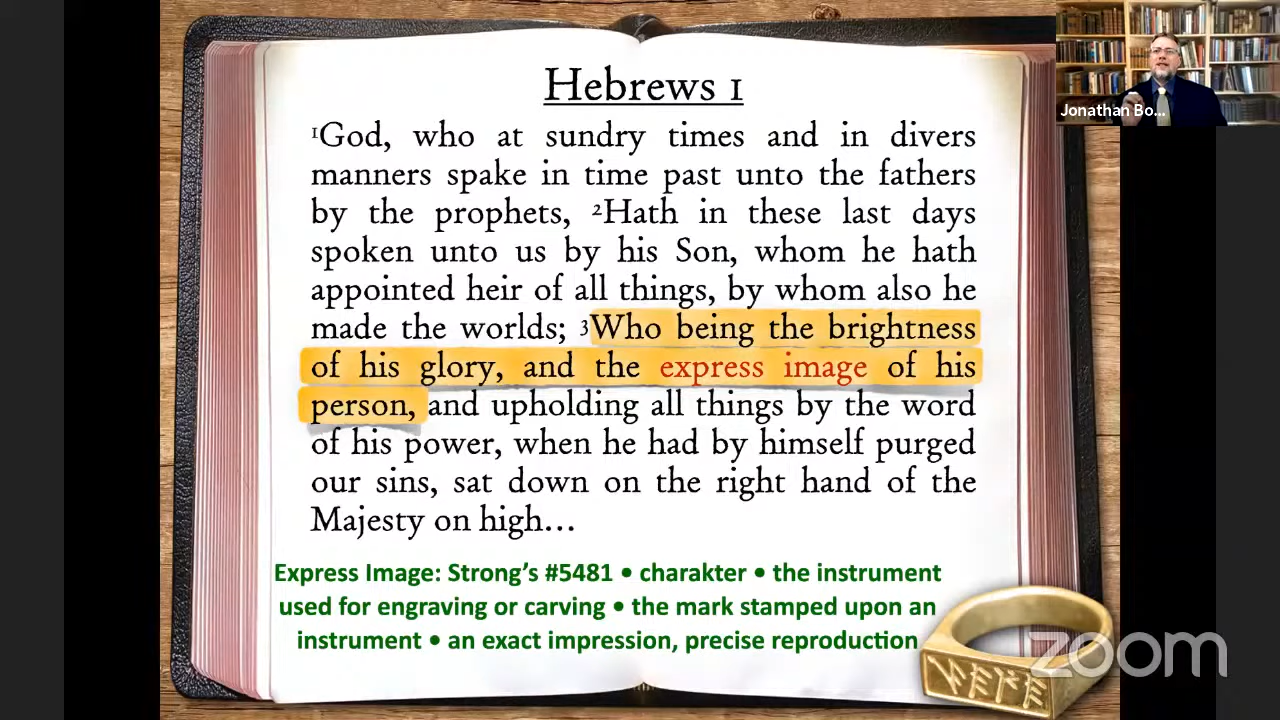 Hebrews 1
¹God, who at sundry times and in divers
manners spake in time past unto the fathers
by the prophets, ²Hath in these last days
spoken unto us by his Son, whom he hath
appointed heir of all things, by whom also he
made the worlds; ³Who being the brightness
of his glory, and the express image of his
person, and upholding all things by the word
of his power, when he had by himself purged
our sins, sat down on the right hand of the
Majesty on high…
Express Image: Strong’s #5481 • charakter • the instrument
used for engraving or carving • the mark stamped upon an
instrument • an exact impression, precise reproduction
Jonathan Bo...
zoom